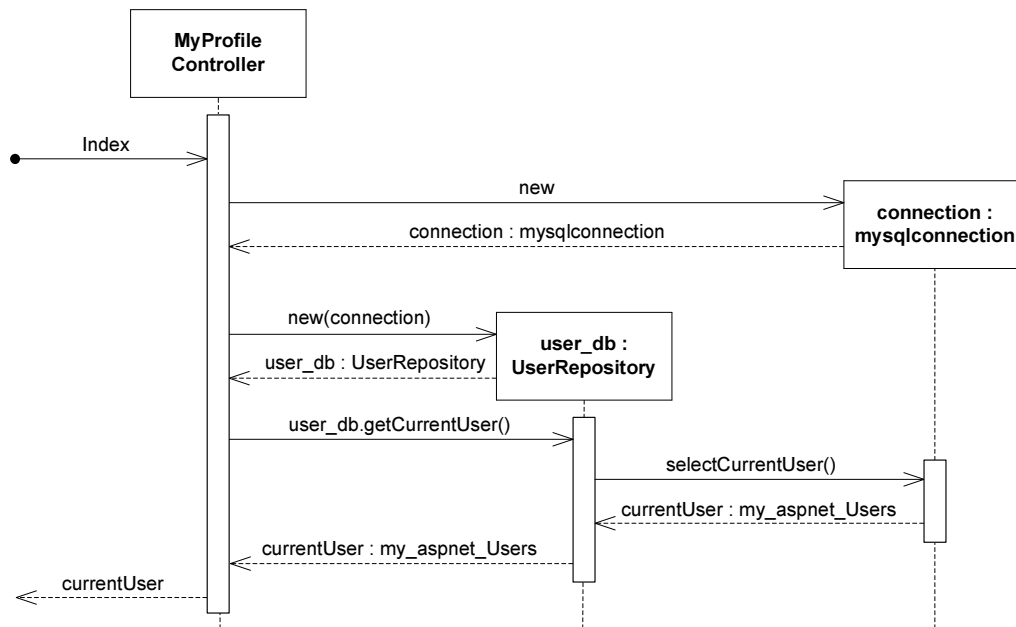 MyProfile
Controller
Index
new
connection :
mysqlconnection
connection : mysqlconnection
new(connection)
user_db :
UserRepository
user_db : UserRepository
user_db.getCurrentUser()
selectCurrentUser()
currentUser : my_aspnet_Users
currentUser : my_aspnet_Users
currentUser